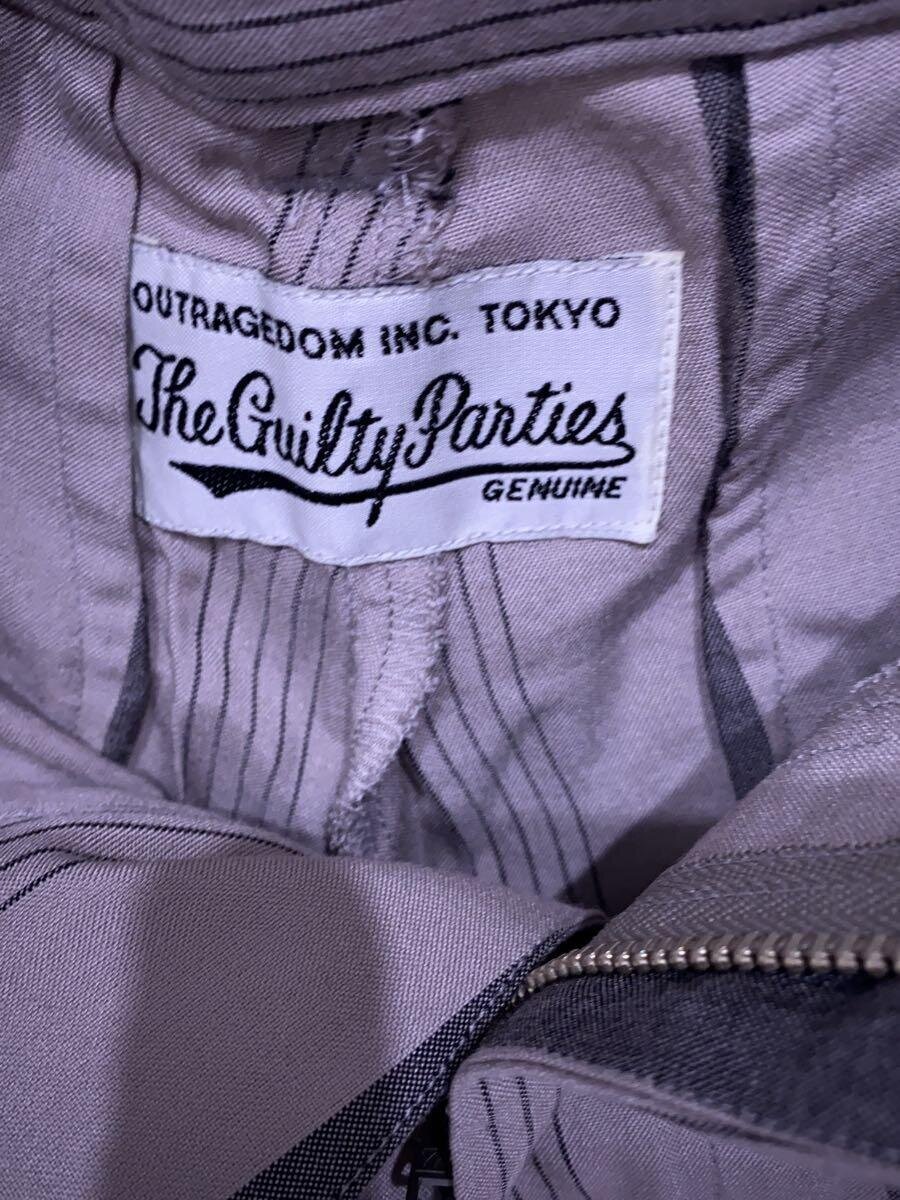 OUTRAGEDOM INC. TOKYO
The Guilty Parties
GENUINE